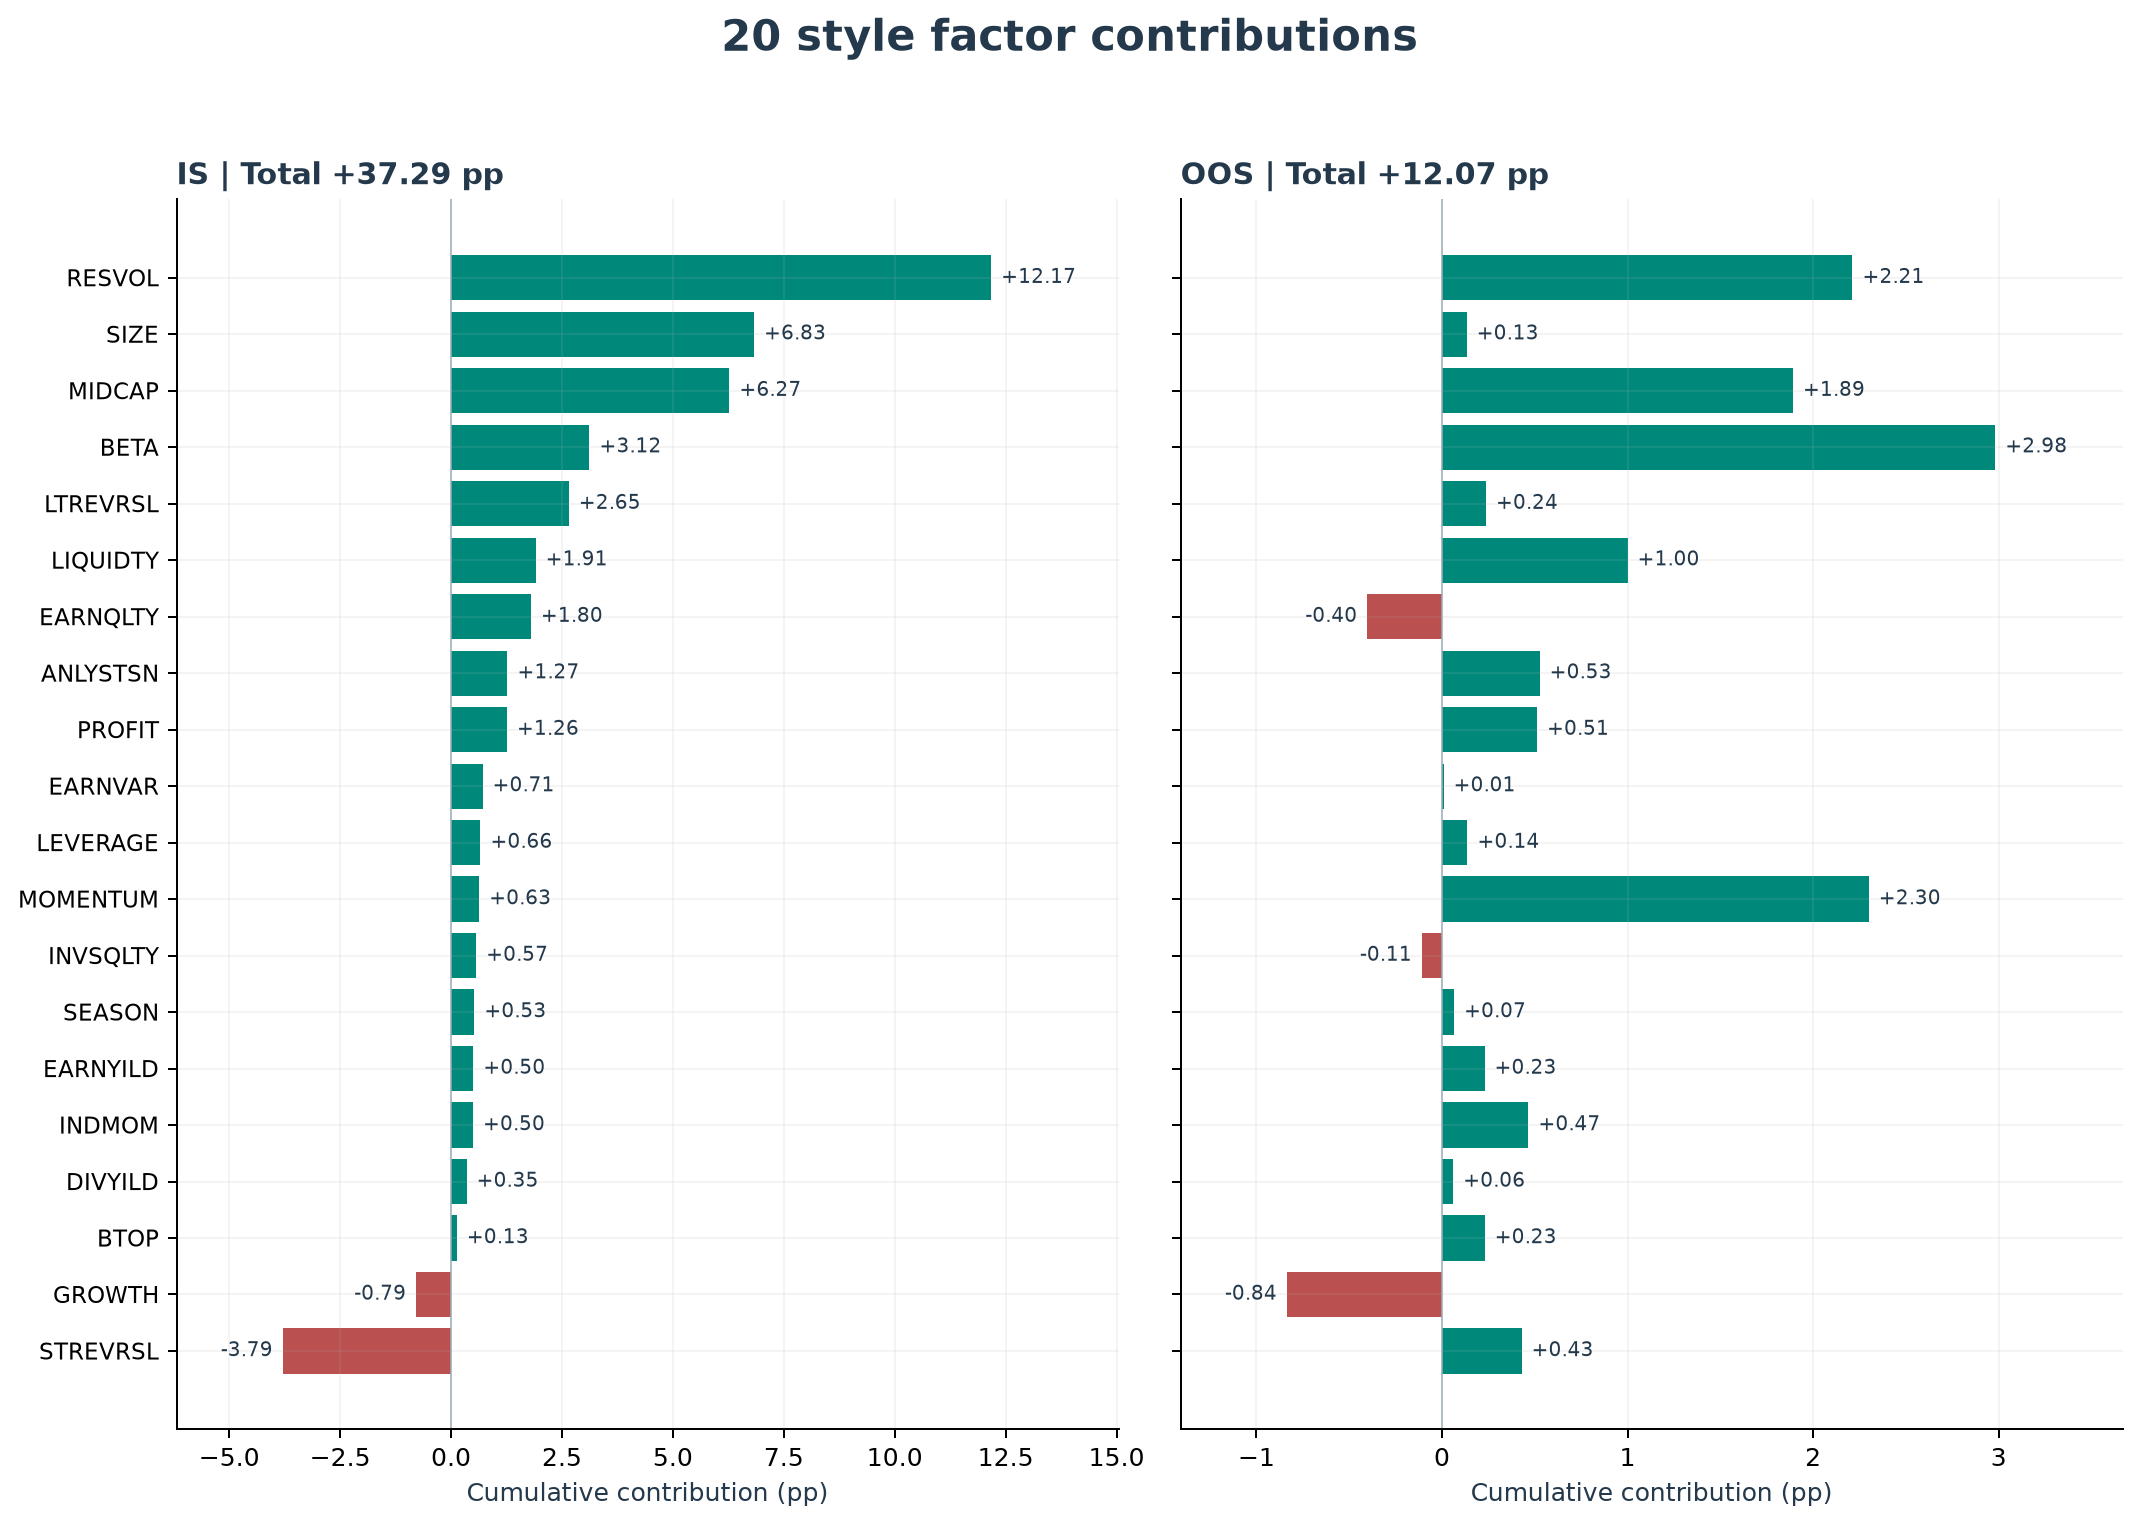 20 style factor contributions
IS | Total +37.29 pp
RESVOL +12.17
SIZE +6.83
MIDCAP +6.27
BETA +3.12
LTREVRSL +2.65
LIQUIDTY +1.91
EARNQLTY +1.80
ANLYSTSN +1.27
PROFIT +1.26
EARNVAR +0.71
LEVERAGE +0.66
MOMENTUM +0.63
INVSQLTY +0.57
SEASON +0.53
EARNYILD +0.50
INDMOM +0.50
DIVYILD +0.35
BTOP +0.13
GROWTH -0.79
STREVRSL -3.79
−5.0 −2.5 0.0 2.5 5.0 7.5 10.0 12.5 15.0
Cumulative contribution (pp)
OOS | Total +12.07 pp
+2.21
+0.13
+1.89
+2.98
+0.24
+1.00
-0.40
+0.53
+0.51
+0.01
+0.14
+2.30
-0.11
+0.07
+0.23
+0.47
+0.06
+0.23
-0.84
+0.43
−1 0 1 2 3
Cumulative contribution (pp)